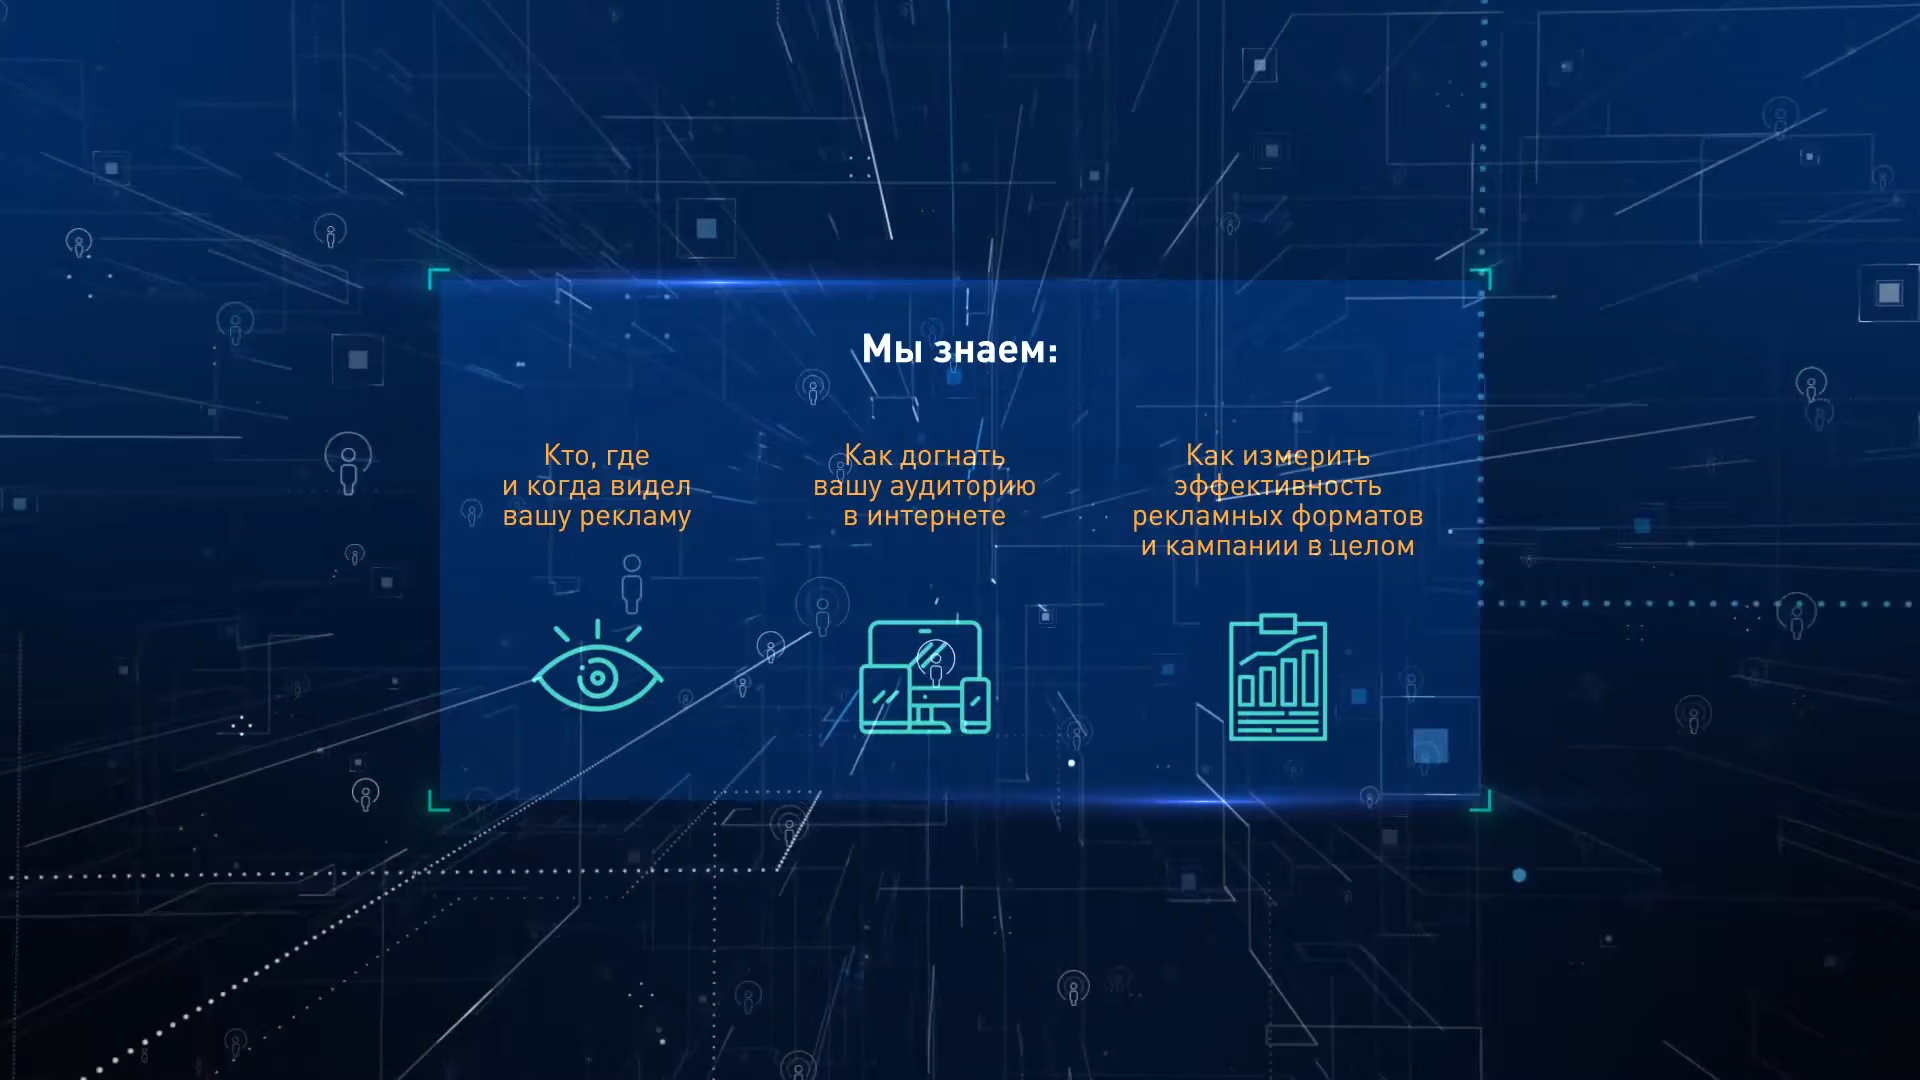 Мы знаем:
Кто, где
и когда видел
вашу рекламу
Как догнать
вашу аудиторию
в интернете
Как измерить
эффективность
рекламных форматов
и кампании в целом